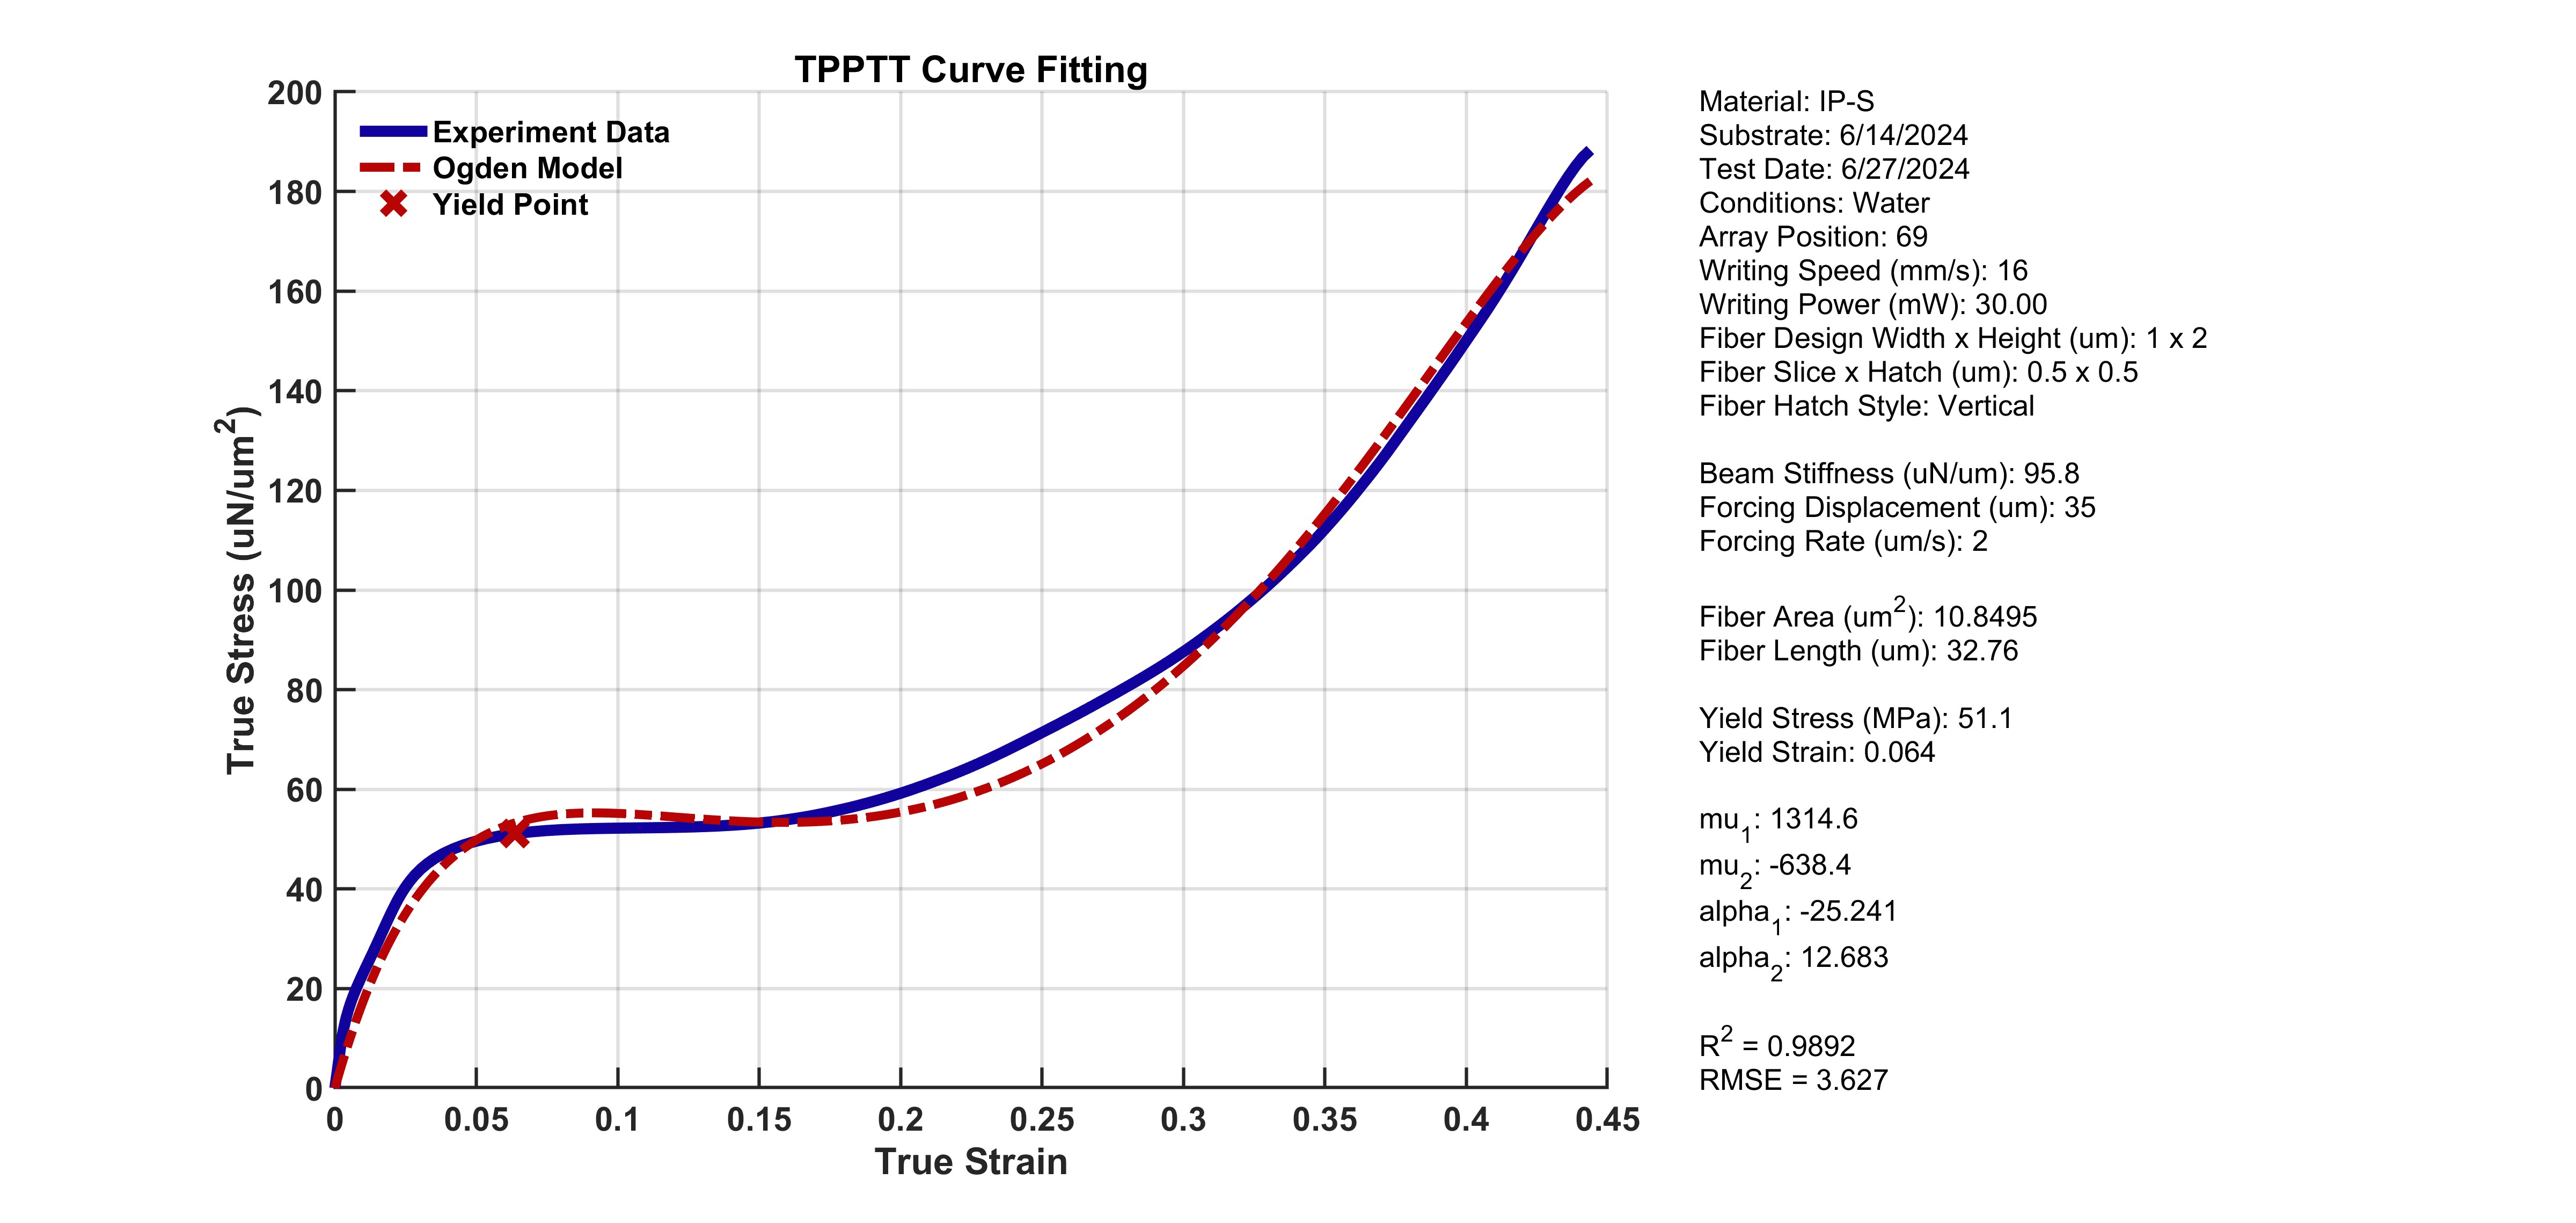 TPPTT Curve Fitting
200
180
160
140
120
100
80
60
40
20
0
True Stress (uN/um2)
Experiment Data
Ogden Model
Yield Point
0 0.05 0.1 0.15 0.2 0.25 0.3 0.35 0.4 0.45
True Strain
Material: IP-S
Substrate: 6/14/2024
Test Date: 6/27/2024
Conditions: Water
Array Position: 69
Writing Speed (mm/s): 16
Writing Power (mW): 30.00
Fiber Design Width x Height (um): 1 x 2
Fiber Slice x Hatch (um): 0.5 x 0.5
Fiber Hatch Style: Vertical
Beam Stiffness (uN/um): 95.8
Forcing Displacement (um): 35
Forcing Rate (um/s): 2
Fiber Area (um2): 10.8495
Fiber Length (um): 32.76
Yield Stress (MPa): 51.1
Yield Strain: 0.064
mu1: 1314.6
mu2: -638.4
alpha1: -25.241
alpha2: 12.683
R2 = 0.9892
RMSE = 3.627